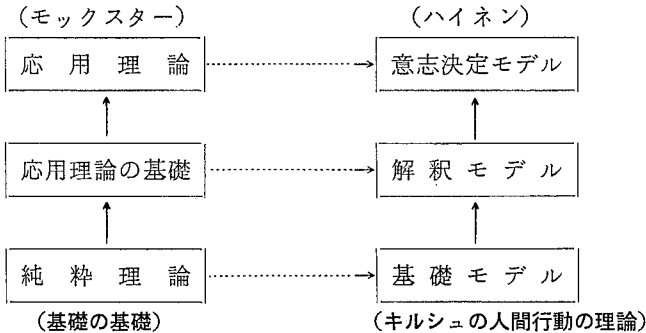 (モックスター) (ハイネン)
応用理論 意志決定モデル
応用理論の基礎 解釈モデル
純粋理論 基礎モデル
(基礎の基礎) (キルシュの人間行動の理論)